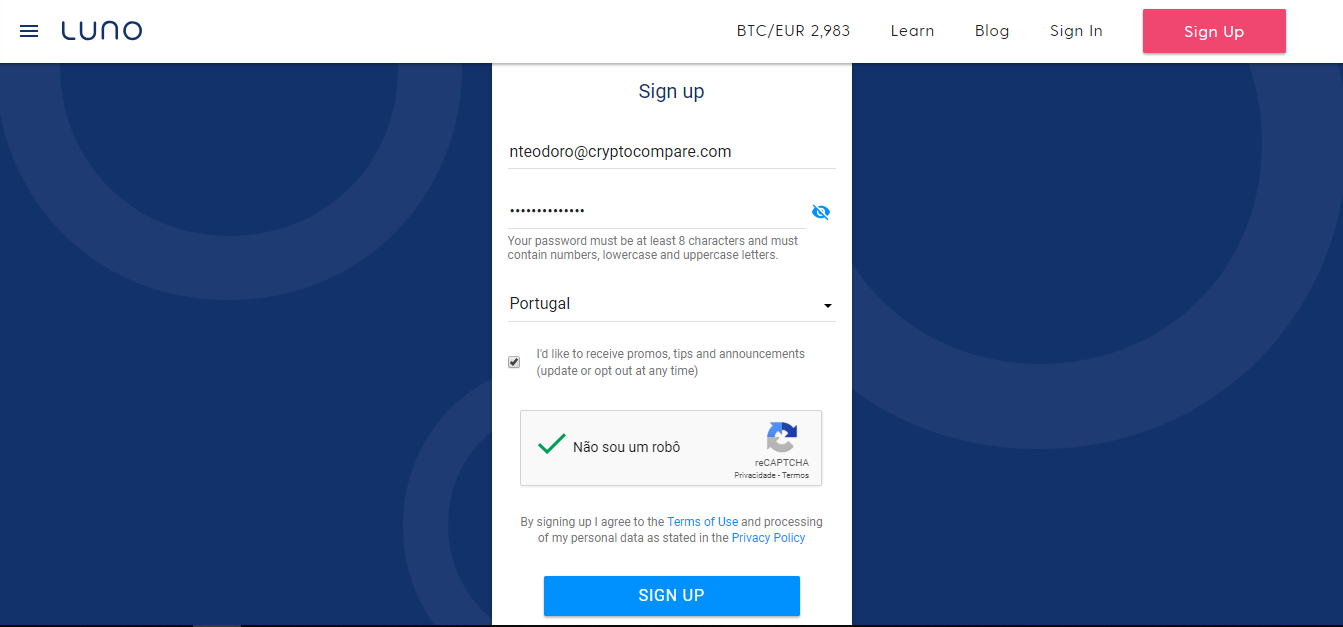 LUNO
BTC/EUR 2,983
Learn
Blog
Sign In
Sign Up
Sign up
nteodoro@cryptocompare.com
••••••••••••••
Your password must be at least 8 characters and must
contain numbers, lowercase and uppercase letters.
Portugal
I'd like to receive promos, tips and announcements
(update or opt out at any time)
Não sou um robô
reCAPTCHA
Privacidade - Termos
By signing up I agree to the Terms of Use and processing
of my personal data as stated in the Privacy Policy
SIGN UP